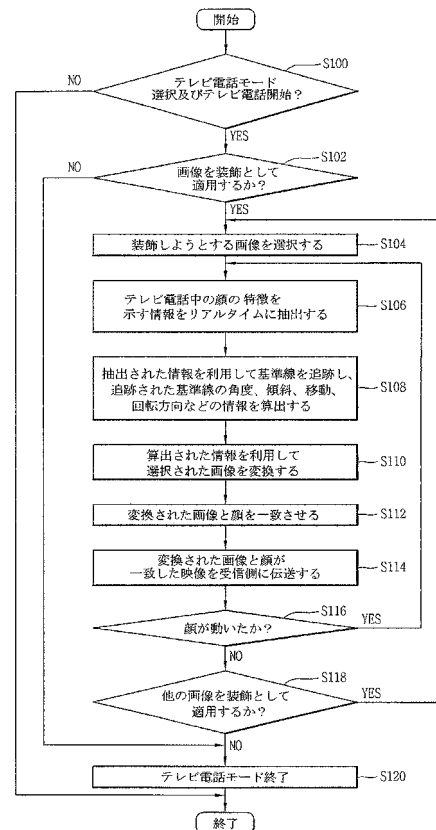 開始
S100
NO
テレビ電話モード
選択及びテレビ電話開始？
YES
S102
NO
画像を装飾として
適用するか？
YES
装飾しようとする画像を選択する
S104
テレビ電話中の顔の特徴を
示す情報をリアルタイムに抽出する
S106
抽出された情報を利用して基準線を追跡し、
追跡された基準線の角度、傾斜、移動、
回転方向などの情報を算出する
S108
算出された情報を利用して
選択された画像を変換する
S110
変換された画像と顔を一致させる
S112
変換された画像と顔が
一致した映像を受信側に伝送する
S114
S116
顔が動いたか？
YES
NO
S118
他の画像を装飾として
適用するか？
YES
NO
テレビ電話モード終了
S120
終了